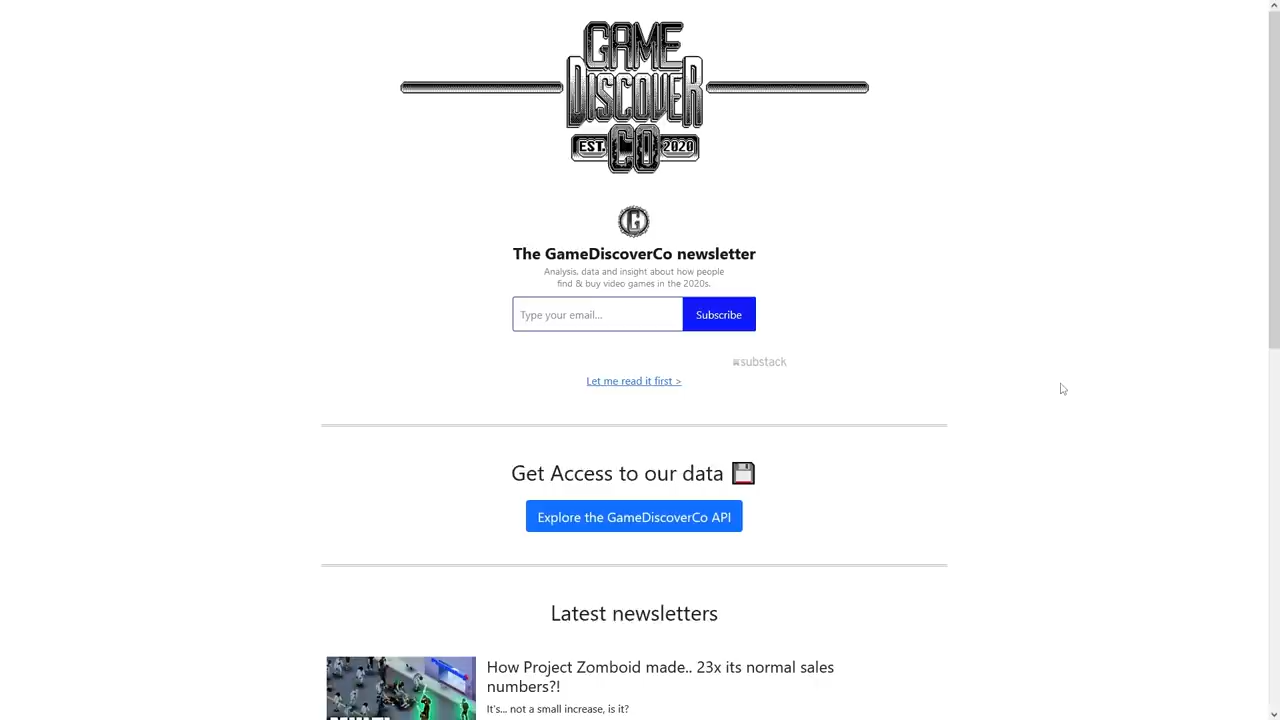 GAME
DISCOVER
EST. CO 2020
G
The GameDiscoverCo newsletter
Analysis, data and insight about how people
find & buy video games in the 2020s.
Type your email...
Subscribe
substack
Let me read it first >
Get Access to our data
Explore the GameDiscoverCo API
Latest newsletters
How Project Zomboid made.. 23x its normal sales
numbers?!
It's... not a small increase, is it?